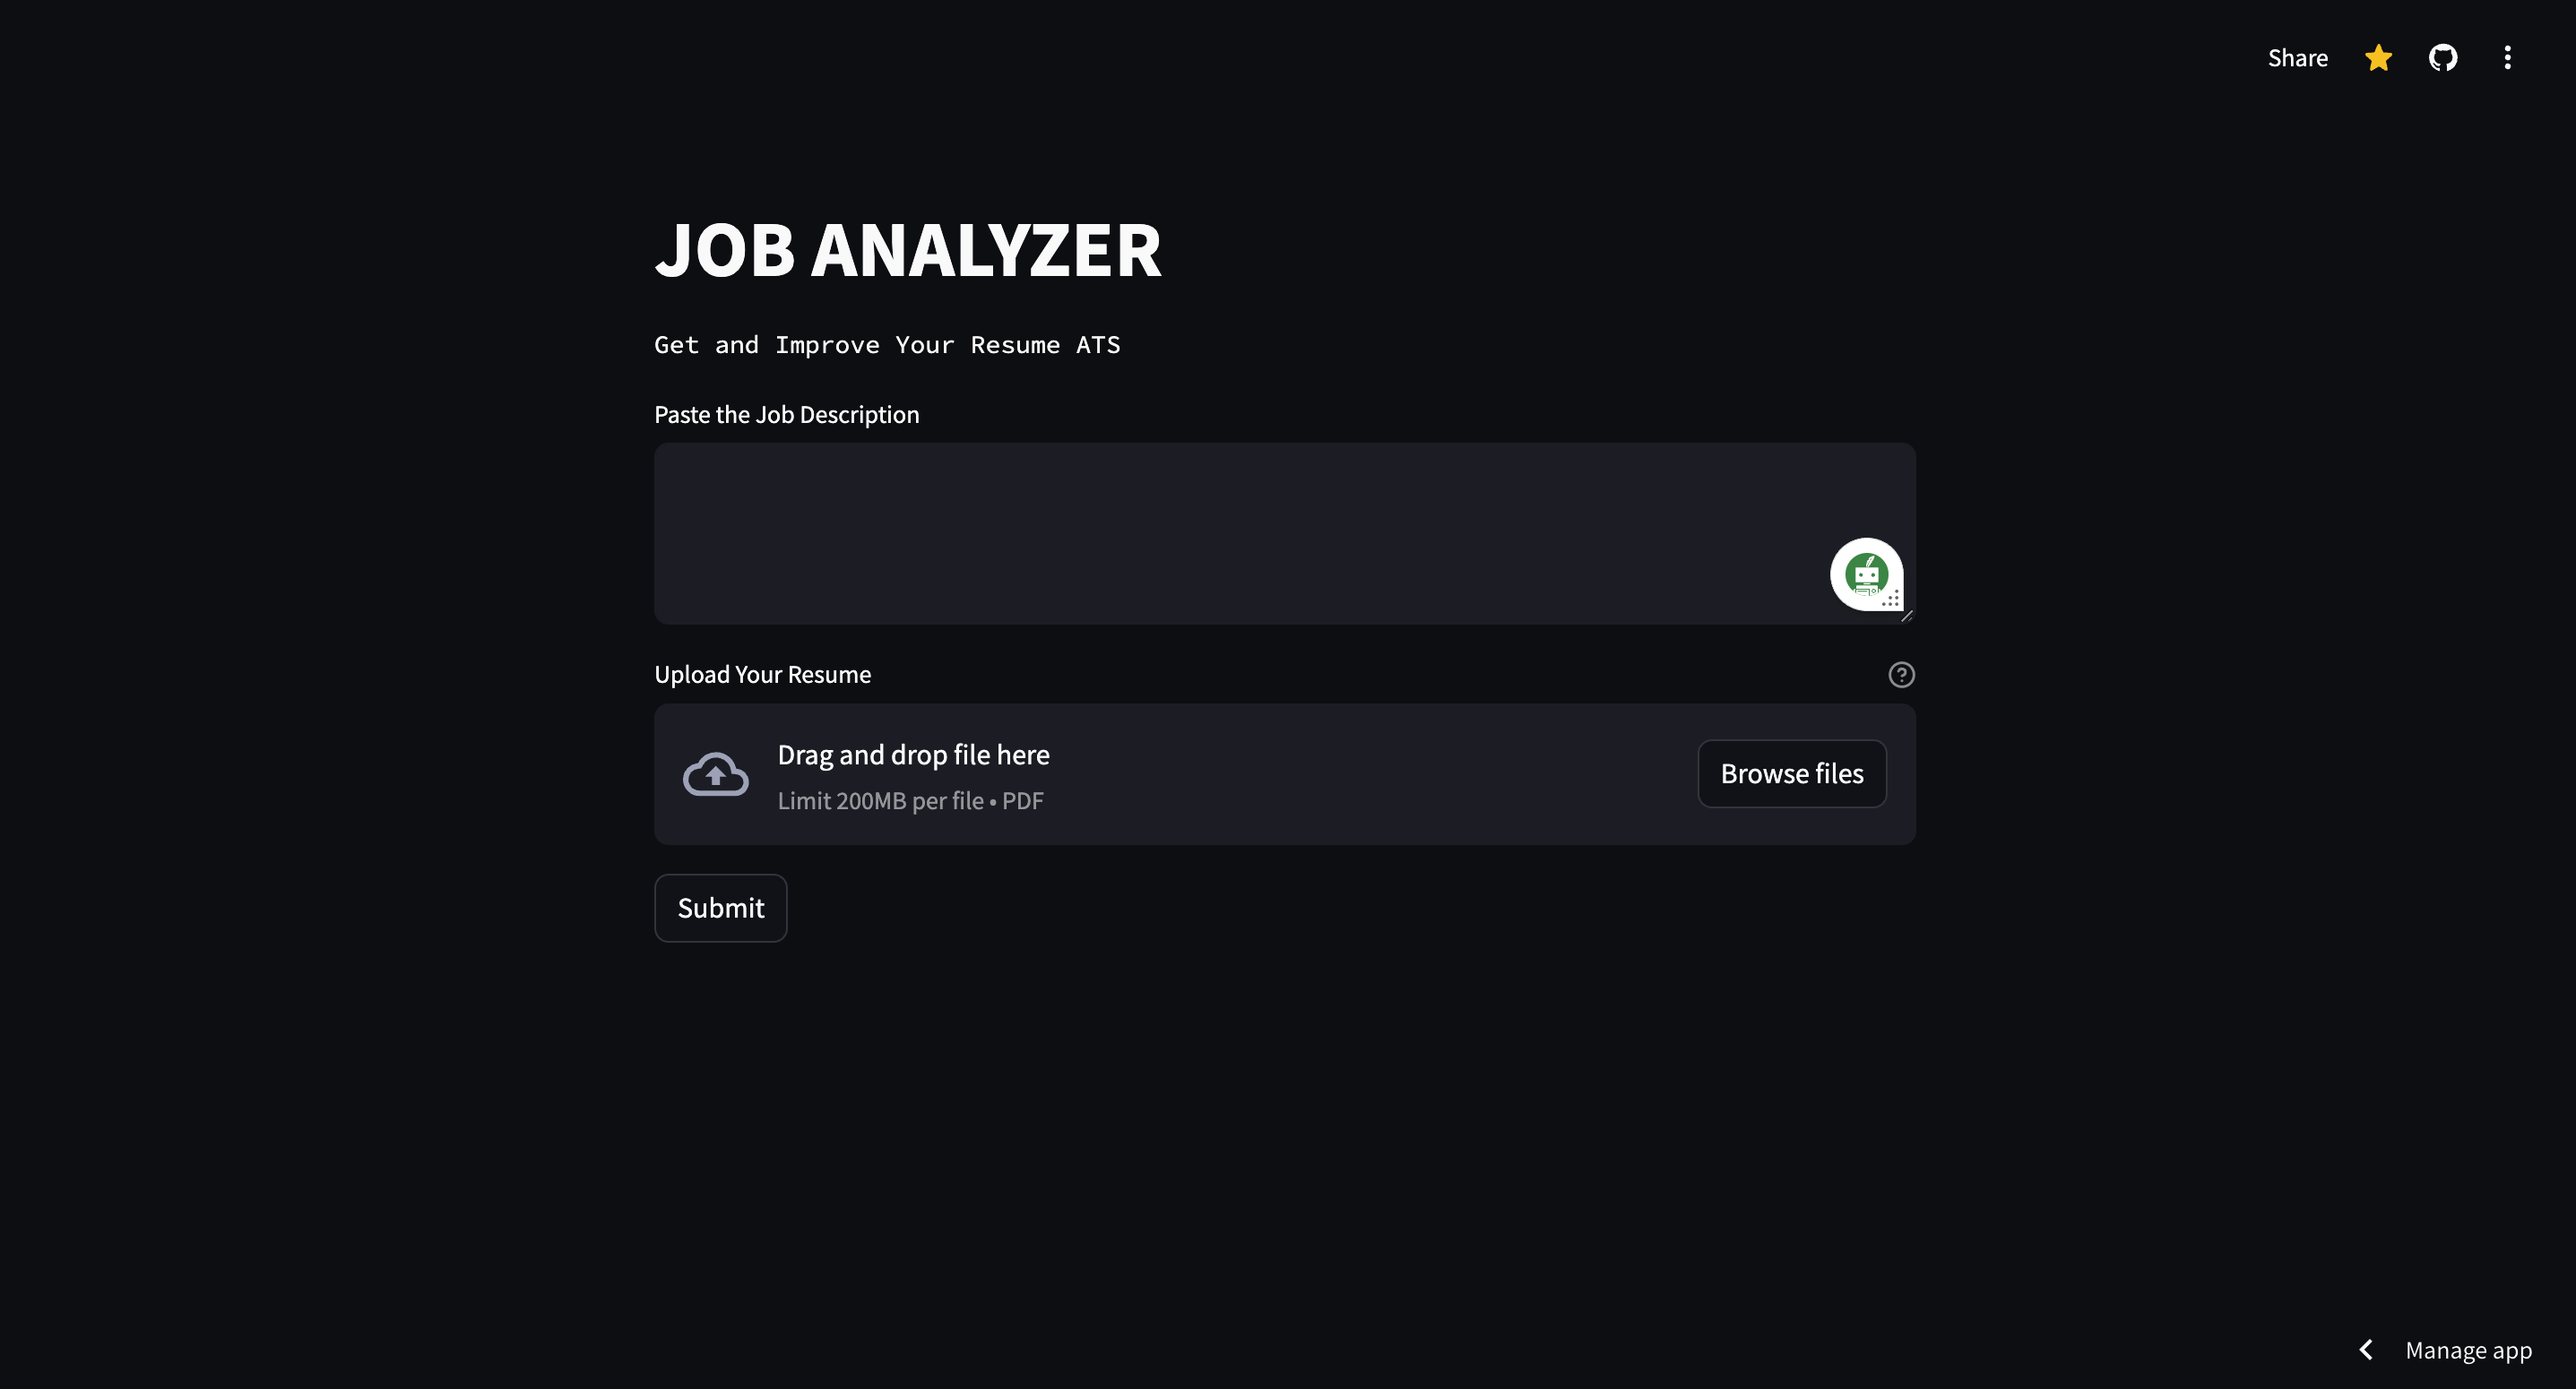 Share
JOB ANALYZER
Get and Improve Your Resume ATS
Paste the Job Description
Upload Your Resume
Drag and drop file here
Limit 200MB per file • PDF
Browse files
Submit
Manage app